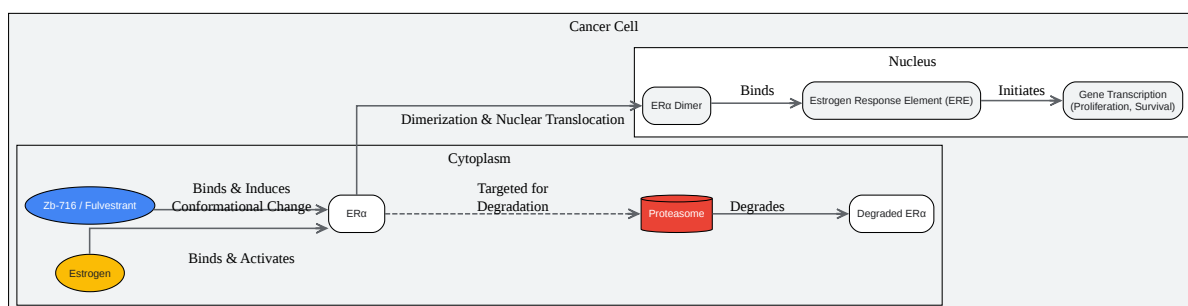 Cancer Cell
Nucleus
ERα Dimer
Binds
Estrogen Response Element (ERE)
Initiates
Gene Transcription
(Proliferation, Survival)
Dimerization & Nuclear Translocation
Cytoplasm
Zb-716 / Fulvestrant
Binds & Induces
Conformational Change
ERα
Targeted for
Degradation
Proteasome
Degrades
Degraded ERα
Estrogen
Binds & Activates